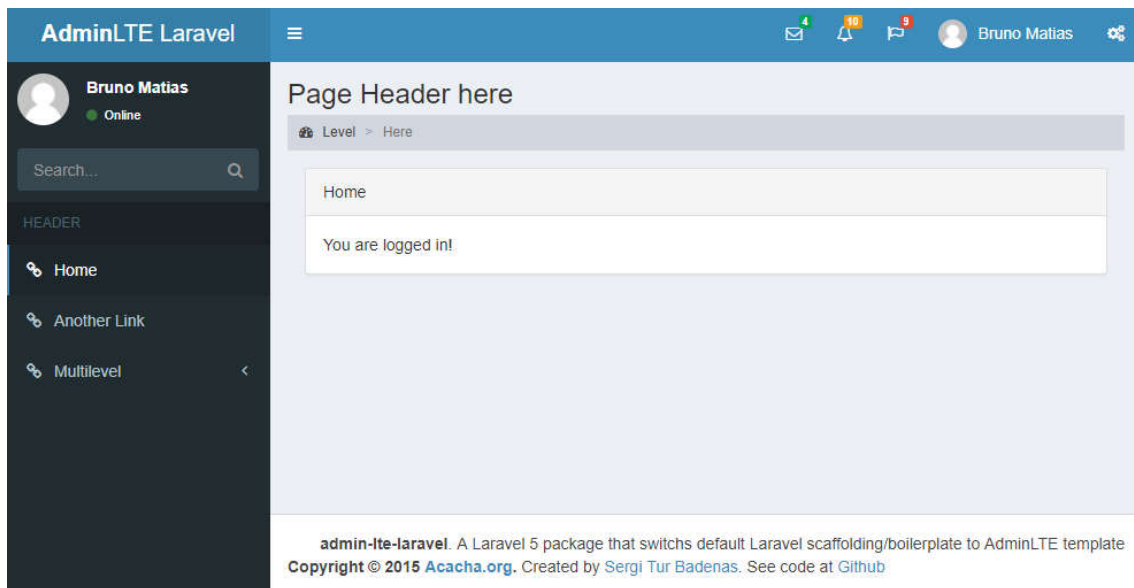 AdminLTE Laravel
4
10
9
Bruno Matias
Bruno Matias
Online
Search...
HEADER
Home
Another Link
Multilevel
Page Header here
Level > Here
Home
You are logged in!
admin-lte-laravel. A Laravel 5 package that switchs default Laravel scaffolding/boilerplate to AdminLTE template
Copyright © 2015 Acacha.org. Created by Sergi Tur Badenas. See code at Github